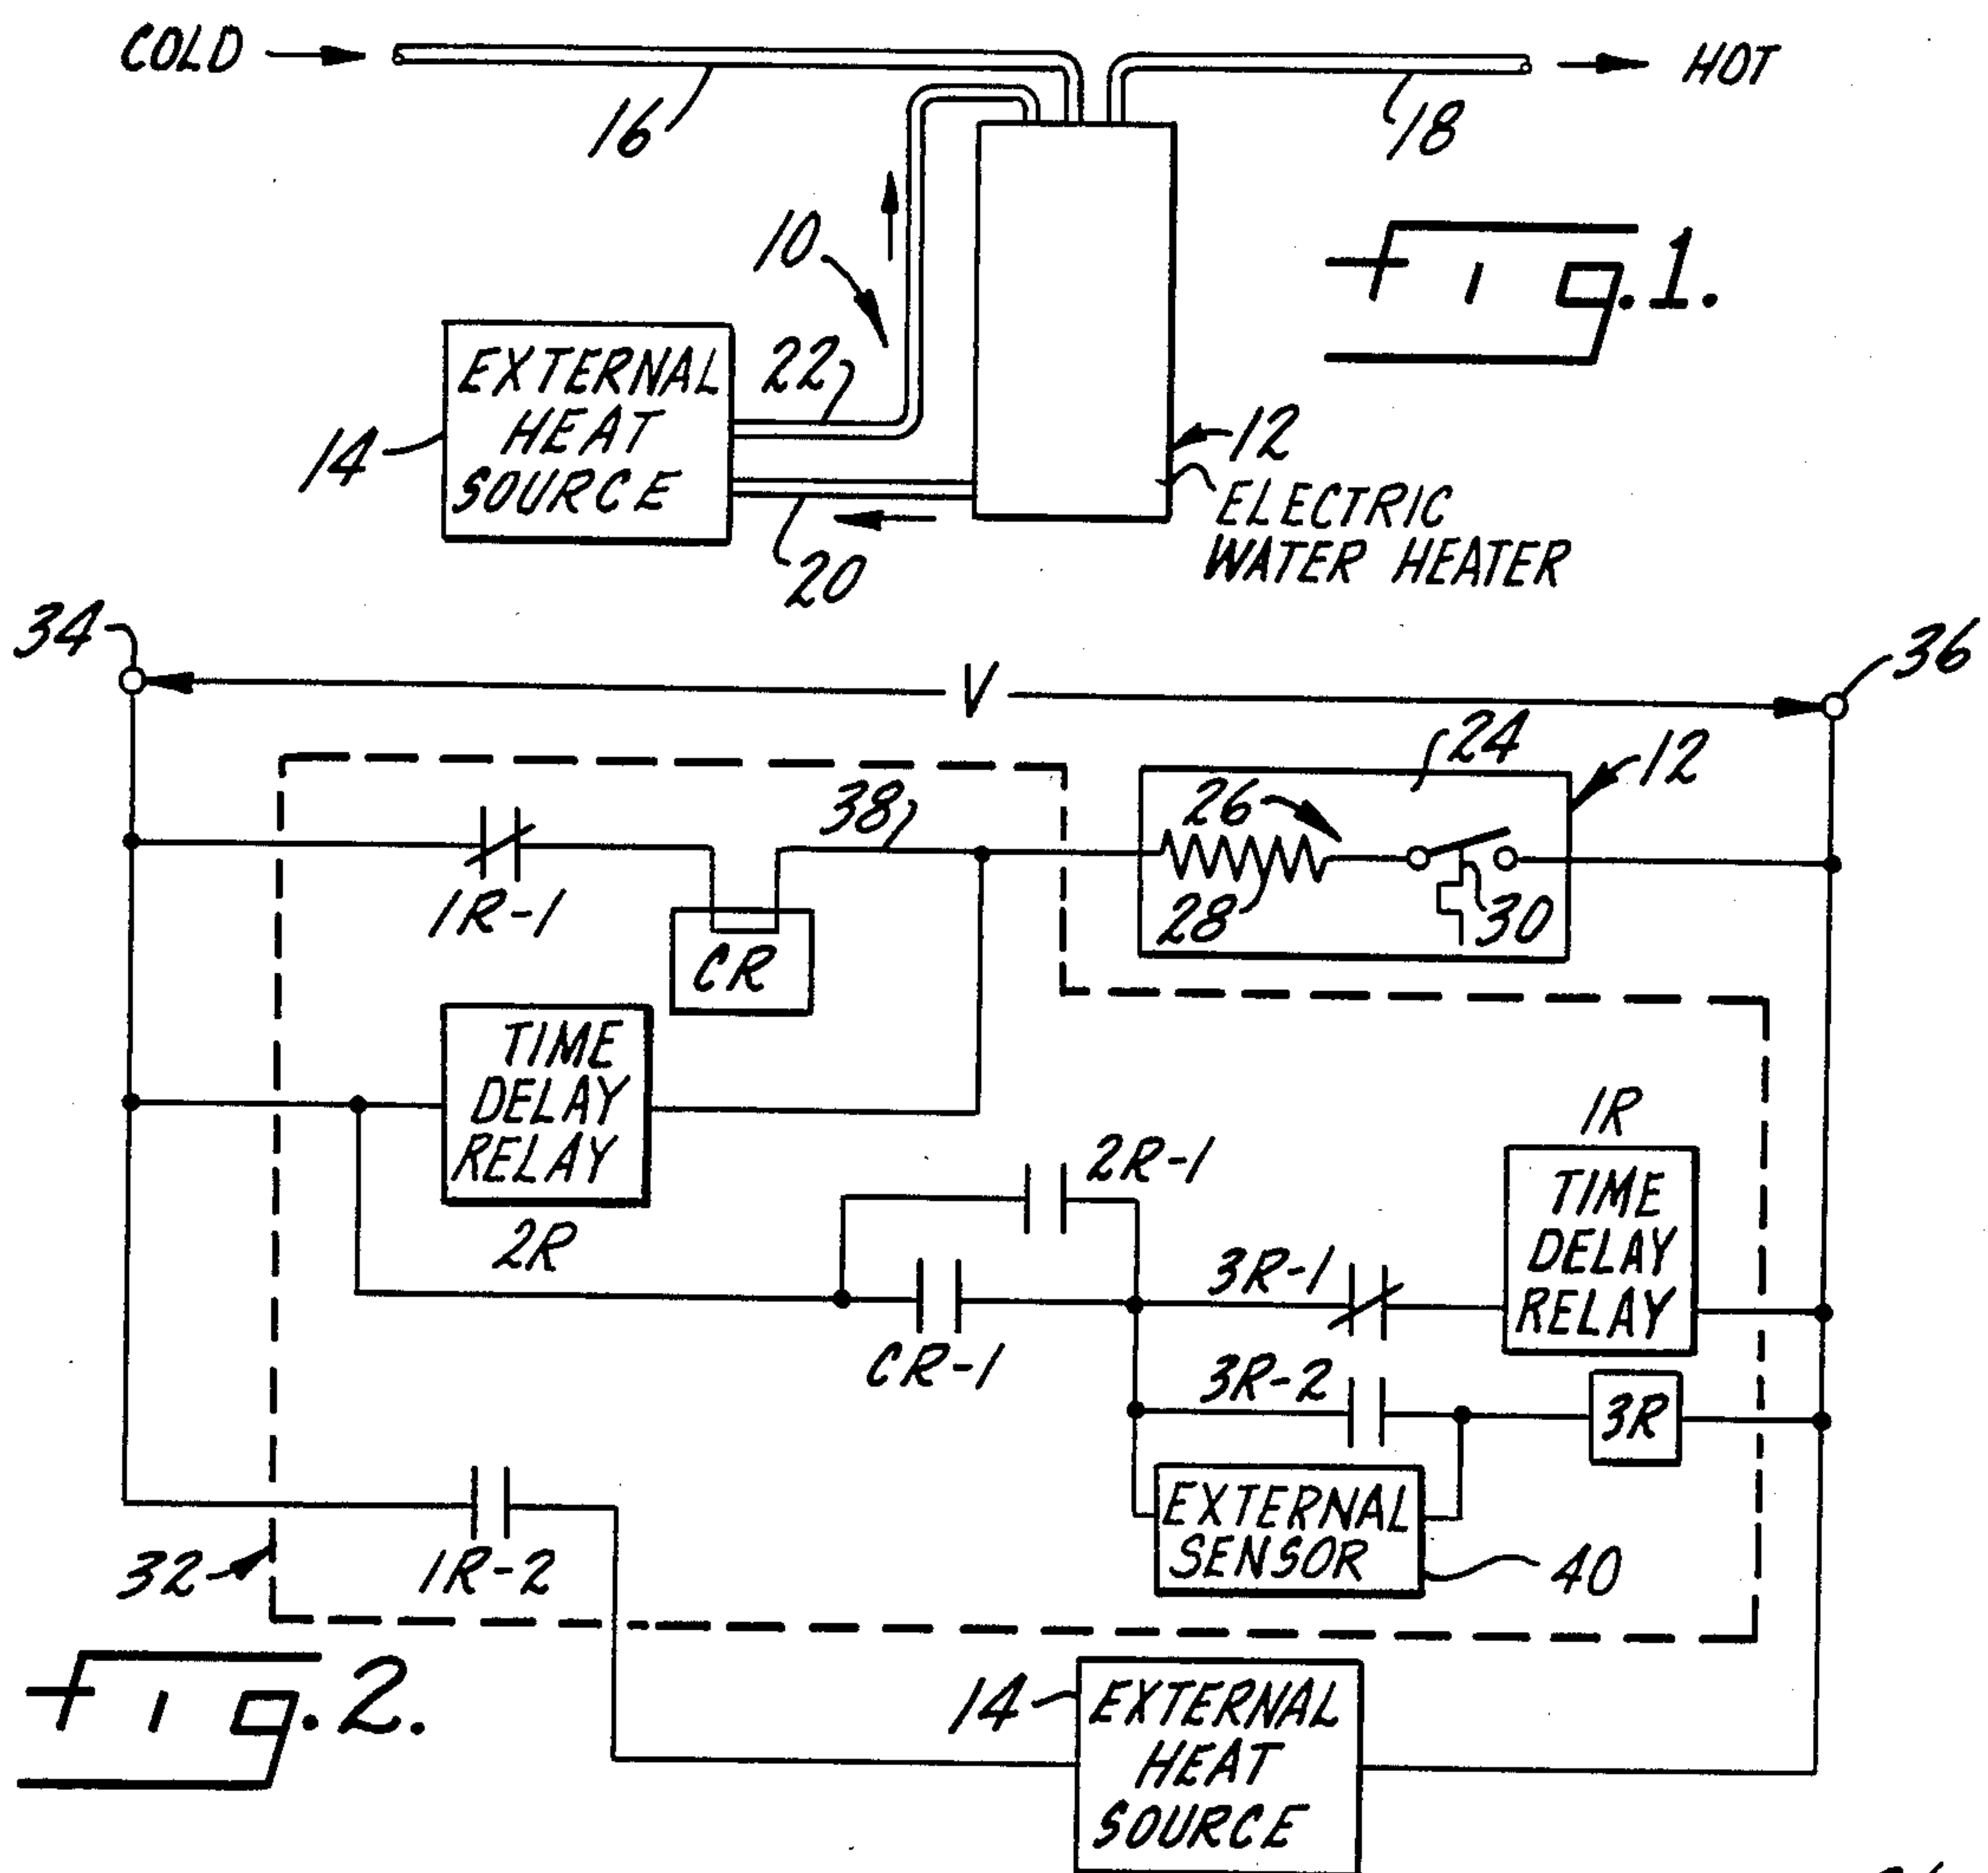 COLD
HOT
16
18
10
Fig. 1.
22
EXTERNAL
HEAT
SOURCE
14
12
ELECTRIC
WATER HEATER
20
34
V
36
24
12
38
26
1R-1
28
30
CR
TIME
DELAY
RELAY
2R
1R
2R-1
TIME
DELAY
RELAY
3R-1
CR-1
3R-2
3R
EXTERNAL
SENSOR
40
32
1R-2
Fig. 2.
14
EXTERNAL
HEAT
SOURCE